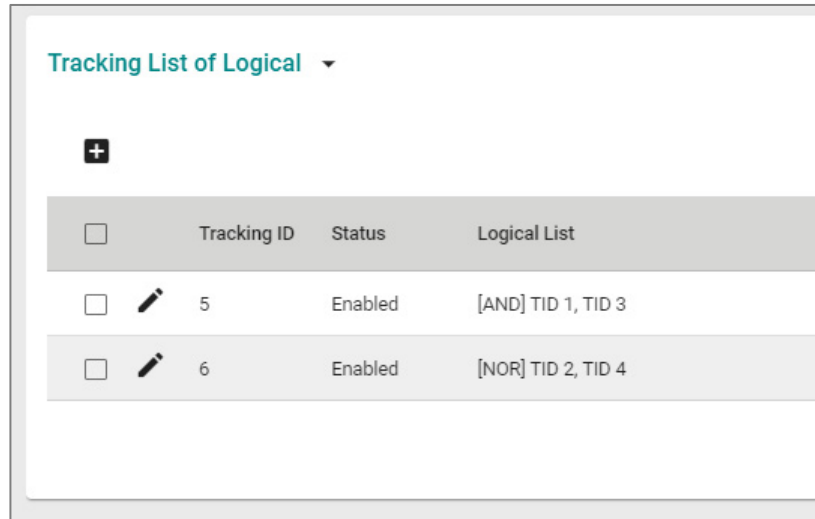 Tracking List of Logical
Tracking ID Status Logical List
5 Enabled [AND] TID 1, TID 3
6 Enabled [NOR] TID 2, TID 4